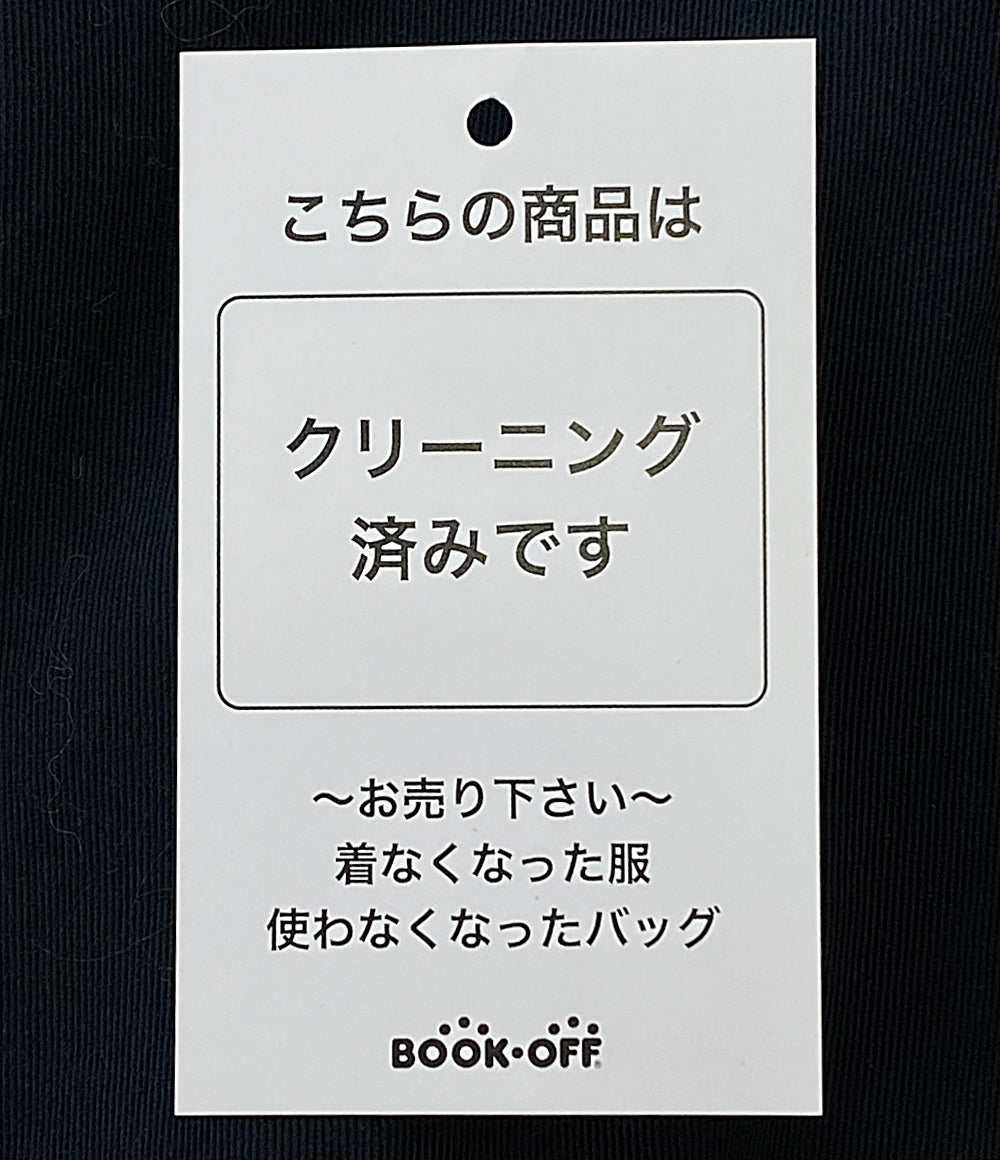 こちらの商品は
クリーニング
済みです
～お売り下さい～
着なくなった服
使わなくなったバッグ
BOOK・OFF